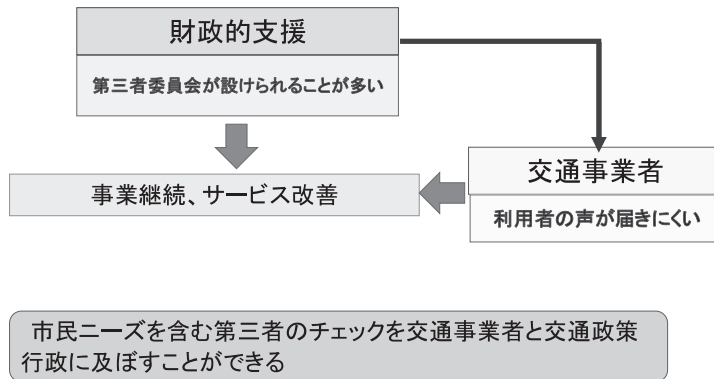 財政的支援
第三者委員会が設けられることが多い
事業継続、サービス改善
交通事業者
利用者の声が届きにくい
市民ニーズを含む第三者のチェックを交通事業者と交通政策
行政に及ぼすことができる